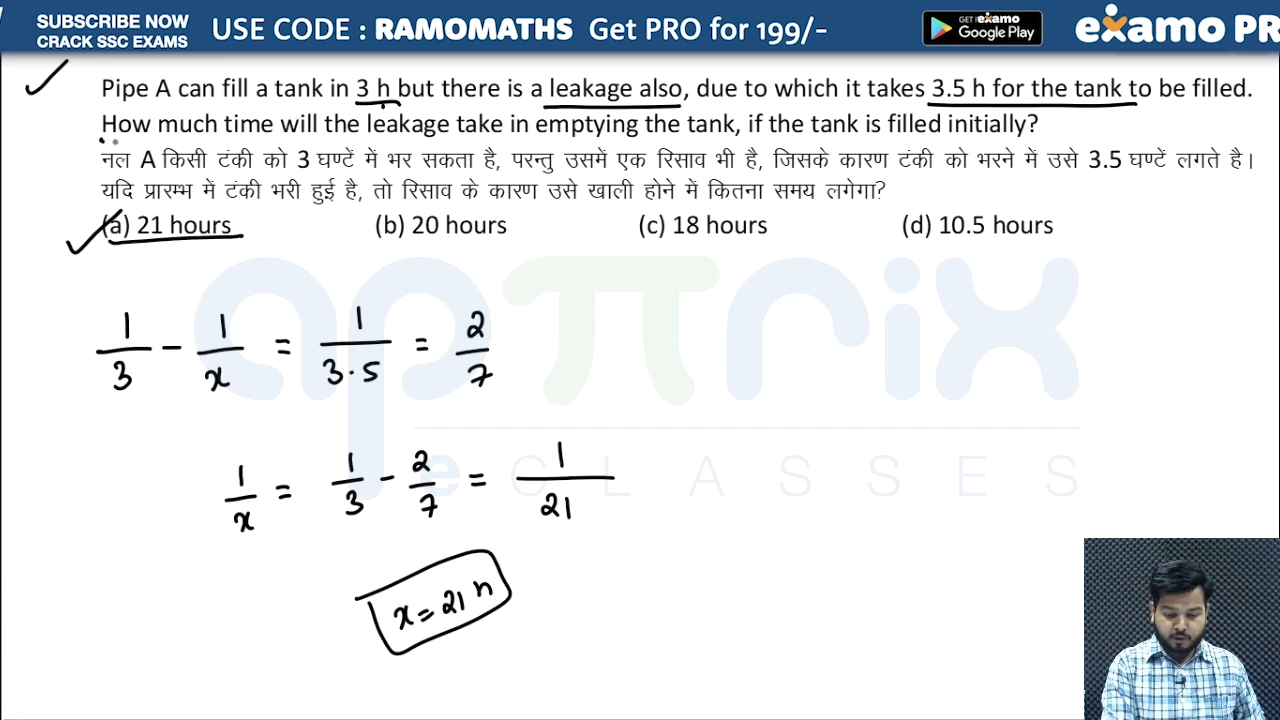 SUBSCRIBE NOW
CRACK SSC EXAMS
USE CODE : RAMOMATHS Get PRO for 199/-
GET I examo
Google Play
examo PR
Pipe A can fill a tank in 3 h but there is a leakage also, due to which it takes 3.5 h for the tank to be filled.
How much time will the leakage take in emptying the tank, if the tank is filled initially?
नल A किसी टंकी को 3 घण्टें में भर सकता है, परन्तु उसमें एक रिसाव भी है, जिसके कारण टंकी को भरने में उसे 3.5 घण्टें लगते है।
यदि प्रारम्भ में टंकी भरी हुई है, तो रिसाव के कारण उसे खाली होने में कितना समय लगेगा?
(a) 21 hours (b) 20 hours (c) 18 hours (d) 10.5 hours
1/3 - 1/x = 1/3.5 = 2/7
1/x = 1/3 - 2/7 = 1/21
x = 21 h
apπrix
e CLASSES